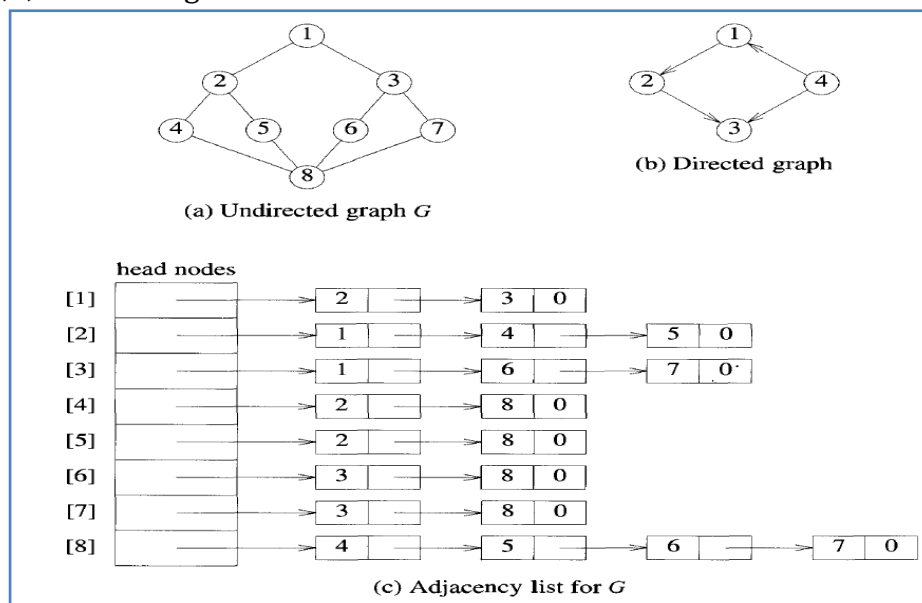 1
1
2
3
2
4
4
5
6
7
3
8
(b) Directed graph
(a) Undirected graph G
head nodes
[1] 2 3 0
[2] 1 4 5 0
[3] 1 6 7 0
[4] 2 8 0
[5] 2 8 0
[6] 3 8 0
[7] 3 8 0
[8] 4 5 6 7 0
(c) Adjacency list for G